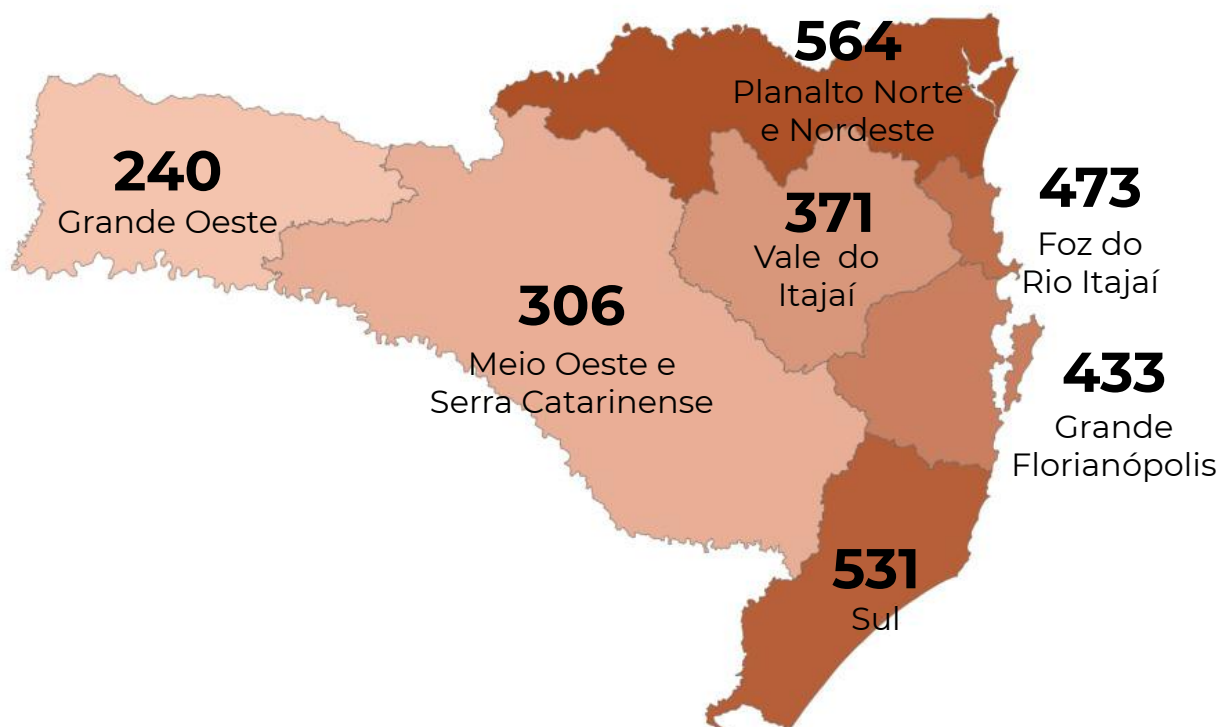 564
Planalto Norte
e Nordeste
240
Grande Oeste
371
Vale do
Itajaí
473
Foz do
Rio Itajaí
306
Meio Oeste e
Serra Catarinense
433
Grande
Florianópolis
531
Sul